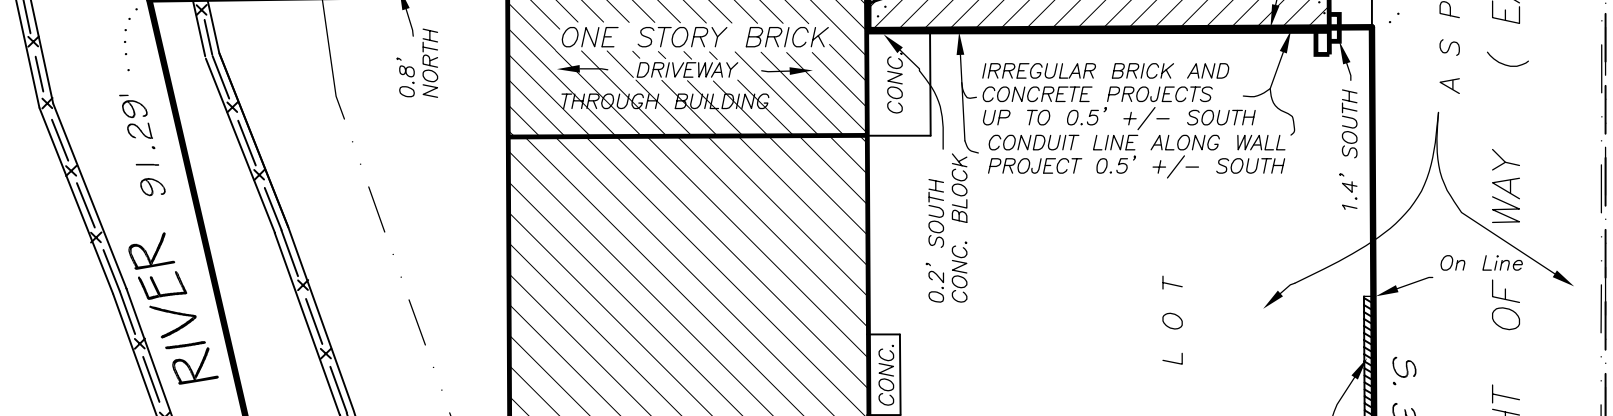 RIVER 91.29'
0.8'
NORTH
ONE STORY BRICK
DRIVEWAY
THROUGH BUILDING
CONC.
IRREGULAR BRICK AND
CONCRETE PROJECTS
UP TO 0.5' +/- SOUTH
CONDUIT LINE ALONG WALL
PROJECT 0.5' +/- SOUTH
0.2' SOUTH
CONC. BLOCK
1.4' SOUTH
CONC.
LOT
On Line
OF WAY